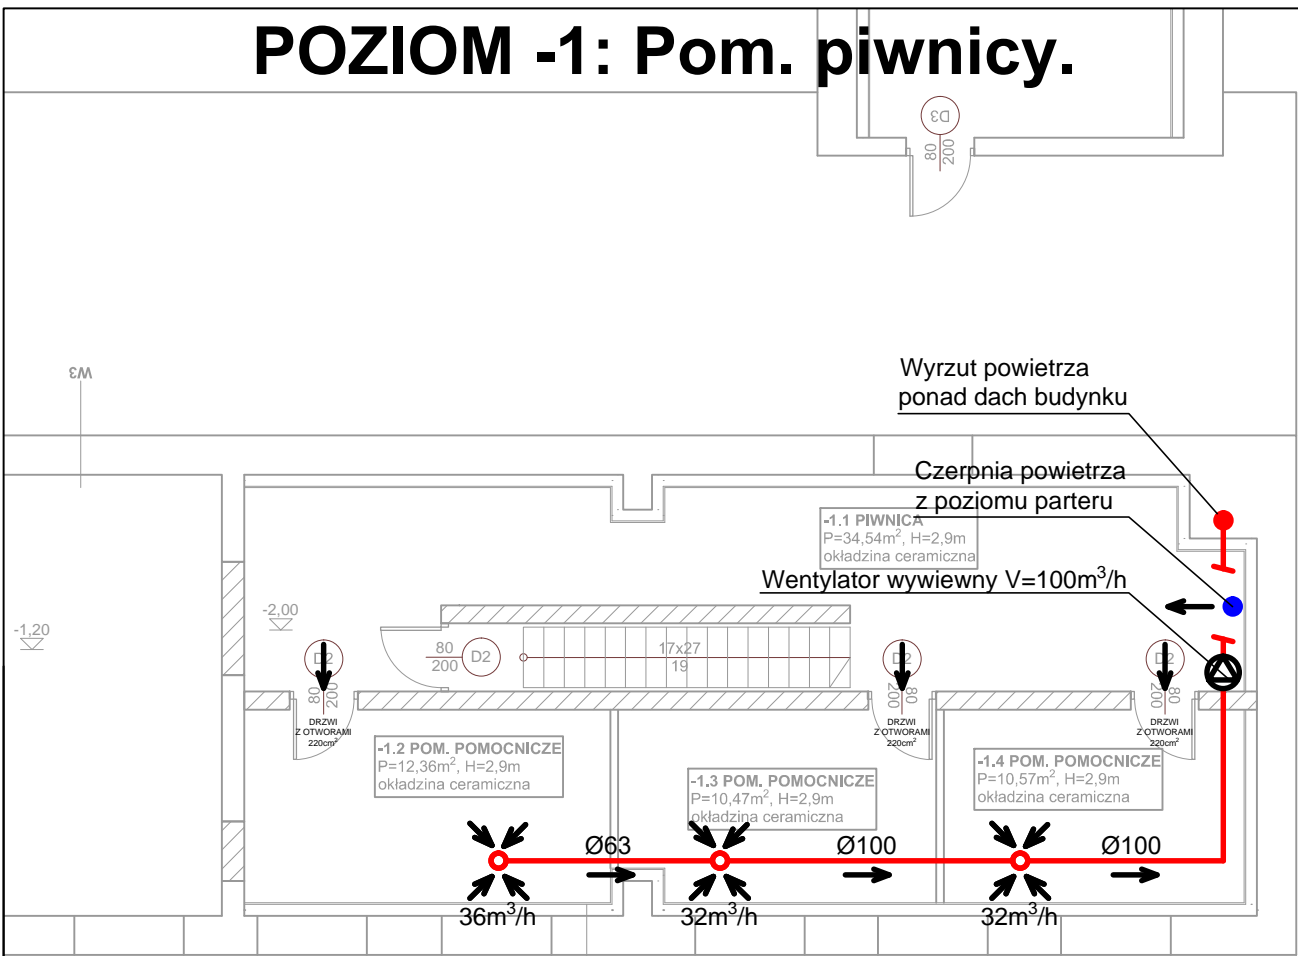 POZIOM -1: Pom. piwnicy.
D3
80
200
W3
Wyrzut powietrza
ponad dach budynku
Czerpnia powietrza
z poziomu parteru
-1.1 PIWNICA
P=34,54m², H=2,9m
okładzina ceramiczna
Wentylator wywiewny V=100m³/h
-2,00
-1,20
D2
80
200
80
200
D2
17x27
19
D2
80
200
D2
80
200
DRZWI
Z OTWORAMI
220cm²
DRZWI
Z OTWORAMI
220cm²
DRZWI
Z OTWORAMI
220cm²
-1.2 POM. POMOCNICZE
P=12,36m², H=2,9m
okładzina ceramiczna
-1.3 POM. POMOCNICZE
P=10,47m², H=2,9m
okładzina ceramiczna
-1.4 POM. POMOCNICZE
P=10,57m², H=2,9m
okładzina ceramiczna
Ø63
Ø100
Ø100
36m³/h
32m³/h
32m³/h